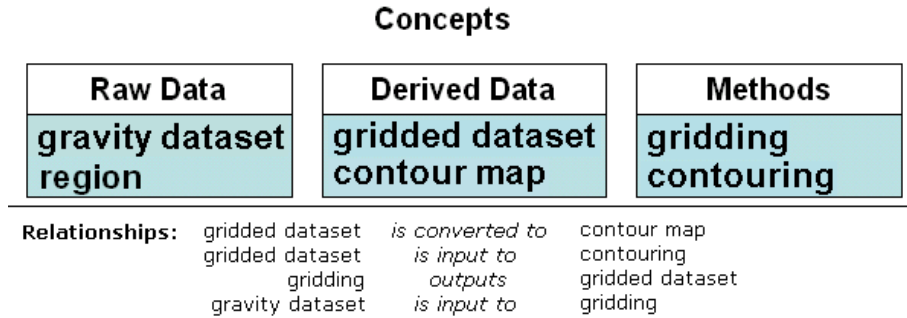 Concepts
Raw Data
gravity dataset
region
Derived Data
gridded dataset
contour map
Methods
gridding
contouring
Relationships: gridded dataset is converted to contour map
gridded dataset is input to contouring
gridding outputs gridded dataset
gravity dataset is input to gridding